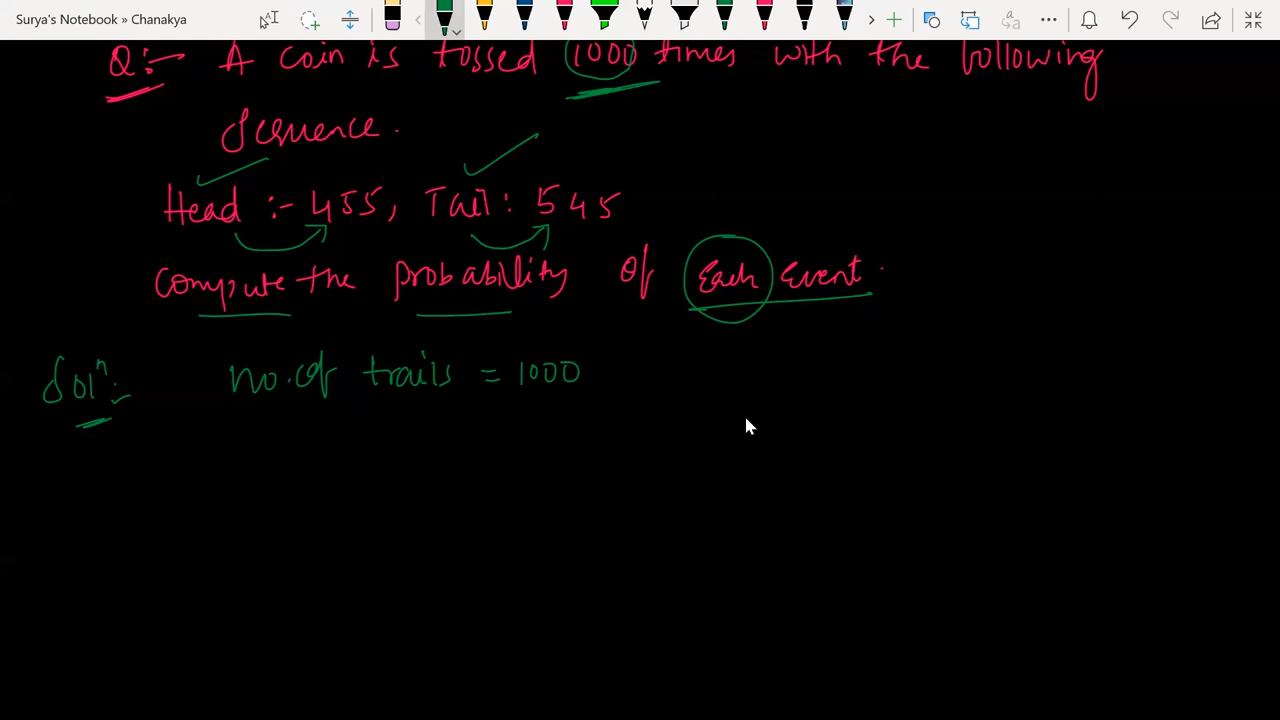 Surya's Notebook » Chanakya
Q:- A coin is tossed 1000 times with the following
Sequence.
Head :- 455, Tail: 545
Compute the probability of Each Event.
Solⁿ: no. of trails = 1000